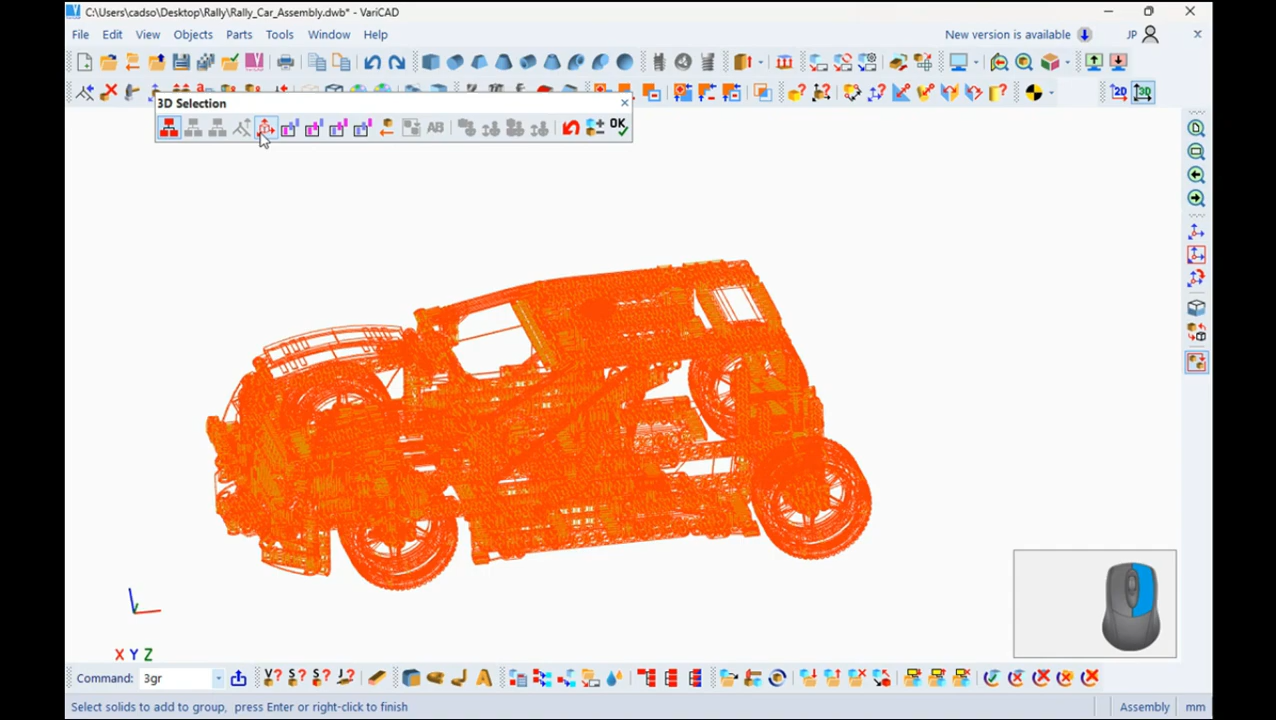 C:\Users\cadso\Desktop\Rally\Rally_Car_Assembly.dwb* - VariCAD
File Edit View Objects Parts Tools Window Help New version is available JP
2D 3D
3D Selection
AB OK
X Y Z
Command: 3gr
Select solids to add to group, press Enter or right-click to finish Assembly mm